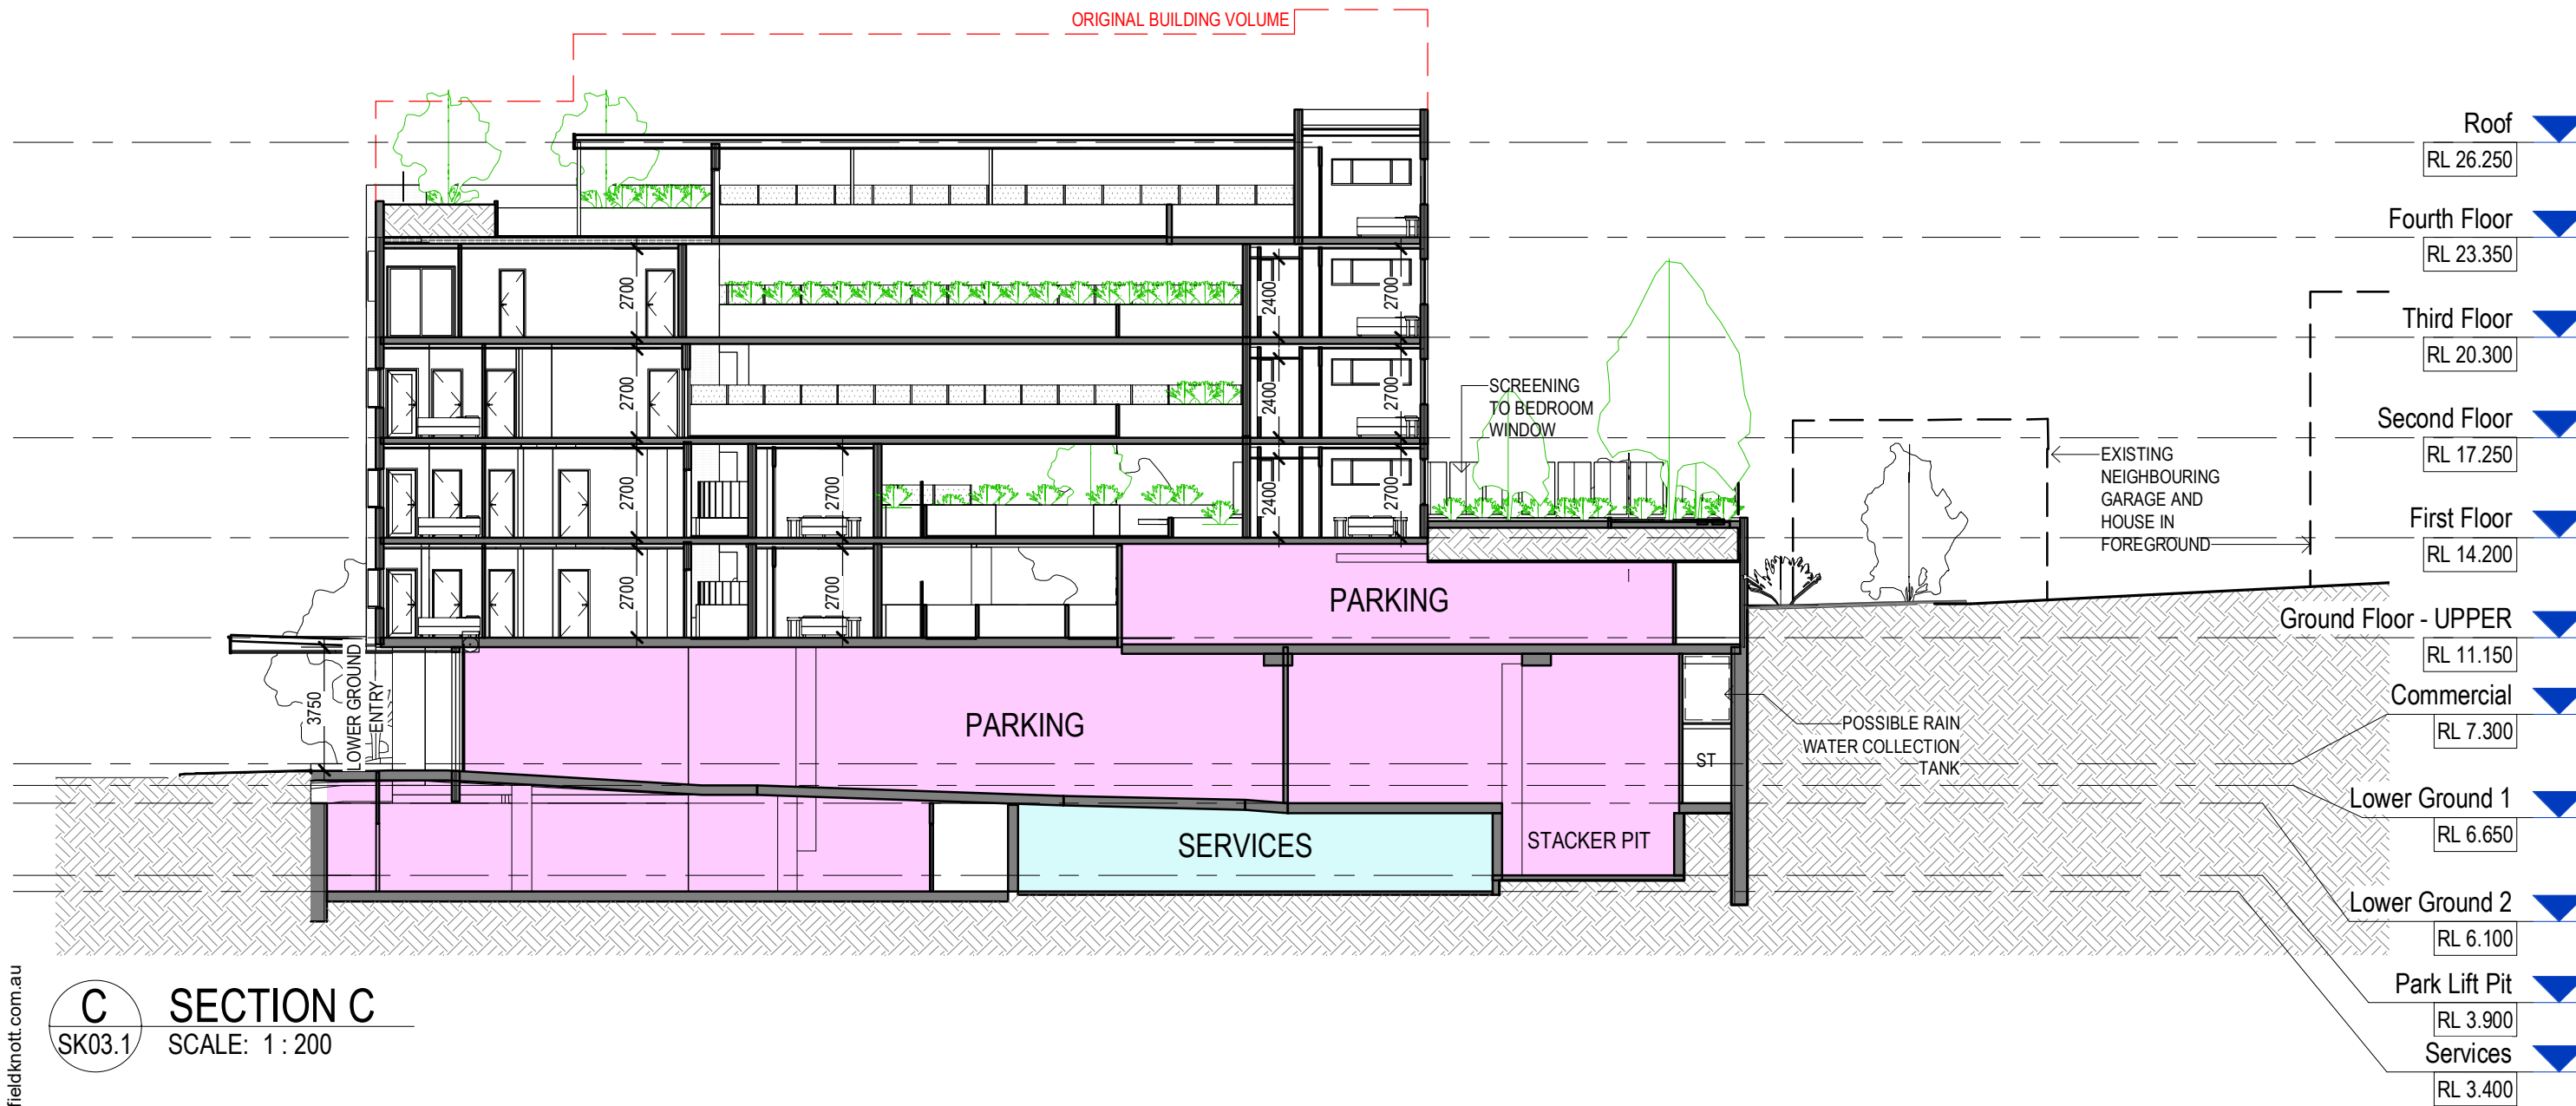 ORIGINAL BUILDING VOLUME
Roof
RL 26.250
Fourth Floor
RL 23.350
2700
2400
2700
Third Floor
RL 20.300
2700
2400
2700
SCREENING
TO BEDROOM
WINDOW
Second Floor
RL 17.250
2700
2700
2400
2700
EXISTING
NEIGHBOURING
GARAGE AND
HOUSE IN
FOREGROUND
First Floor
RL 14.200
2700
2700
PARKING
Ground Floor - UPPER
RL 11.150
3750
LOWER GROUND
ENTRY
PARKING
POSSIBLE RAIN
WATER COLLECTION
TANK
ST
Commercial
RL 7.300
Lower Ground 1
RL 6.650
SERVICES
STACKER PIT
Lower Ground 2
RL 6.100
Park Lift Pit
RL 3.900
Services
RL 3.400
C
SK03.1
SECTION C
SCALE: 1 : 200
fieldknott.com.au